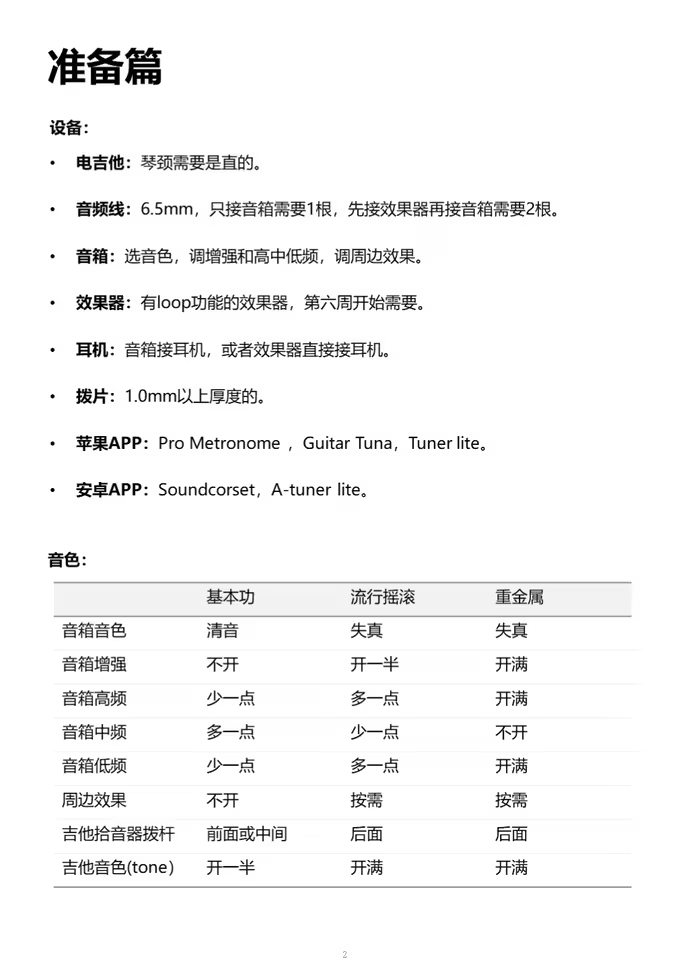 准备篇
设备：
• 电吉他：琴颈需要是直的。
• 音频线：6.5mm，只接音箱需要1根，先接效果器再接音箱需要2根。
• 音箱：选音色，调增强和高中低频，调周边效果。
• 效果器：有loop功能的效果器，第六周开始需要。
• 耳机：音箱接耳机，或者效果器直接接耳机。
• 拨片：1.0mm以上厚度的。
• 苹果APP：Pro Metronome ，Guitar Tuna，Tuner lite。
• 安卓APP：Soundcorset，A-tuner lite。
音色：
基本功 流行摇滚 重金属
音箱音色 清音 失真 失真
音箱增强 不开 开一半 开满
音箱高频 少一点 多一点 开满
音箱中频 多一点 少一点 不开
音箱低频 少一点 多一点 开满
周边效果 不开 按需 按需
吉他拾音器拨杆 前面或中间 后面 后面
吉他音色(tone） 开一半 开满 开满
2